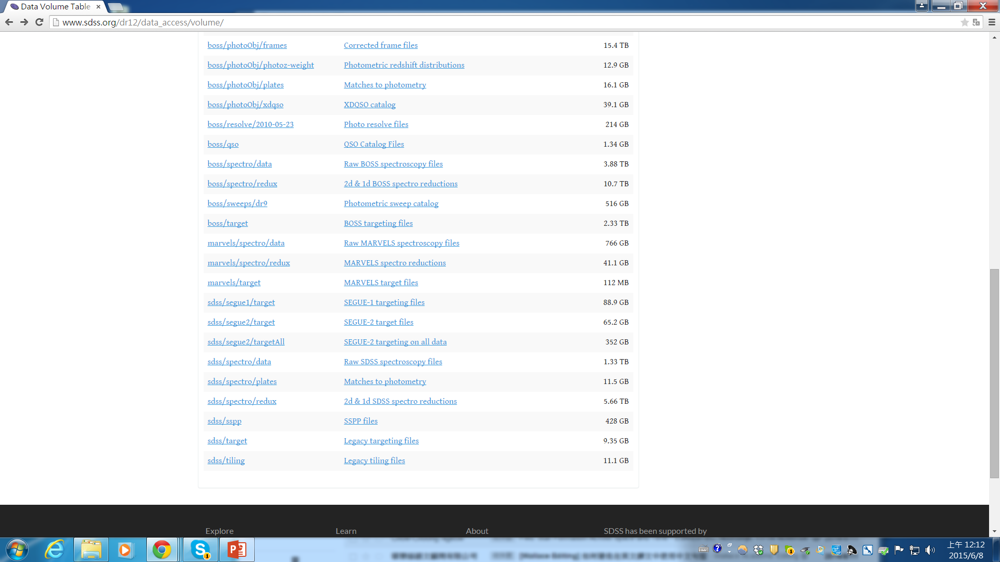 Data Volume Table
www.sdss.org/dr12/data_access/volume/
boss/photoObj/frames Corrected frame files 15.4 TB
boss/photoObj/photoz-weight Photometric redshift distributions 12.9 GB
boss/photoObj/plates Matches to photometry 16.1 GB
boss/photoObj/xdqso XDQSO catalog 39.1 GB
boss/resolve/2010-05-23 Photo resolve files 214 GB
boss/qso QSO Catalog Files 1.34 GB
boss/spectro/data Raw BOSS spectroscopy files 3.88 TB
boss/spectro/redux 2d & 1d BOSS spectro reductions 10.7 TB
boss/sweeps/dr9 Photometric sweep catalog 516 GB
boss/target BOSS targeting files 2.33 TB
marvels/spectro/data Raw MARVELS spectroscopy files 766 GB
marvels/spectro/redux MARVELS spectro reductions 41.1 GB
marvels/target MARVELS target files 112 MB
sdss/segue1/target SEGUE-1 targeting files 88.9 GB
sdss/segue2/target SEGUE-2 target files 65.2 GB
sdss/segue2/targetAll SEGUE-2 targeting on all data 352 GB
sdss/spectro/data Raw SDSS spectroscopy files 1.33 TB
sdss/spectro/plates Matches to photometry 11.5 GB
sdss/spectro/redux 2d & 1d SDSS spectro reductions 5.66 TB
sdss/sspp SSPP files 428 GB
sdss/target Legacy targeting files 9.35 GB
sdss/tiling Legacy tiling files 11.1 GB
Explore Learn About SDSS has been supported by
上午 12:12
2015/6/8